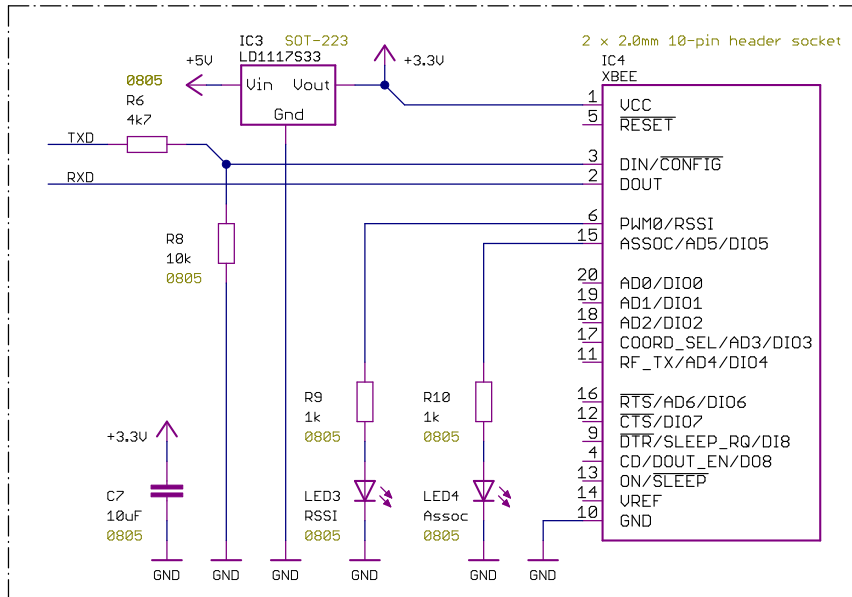 IC3 SOT-223
LD1117S33
+5V
Vin Vout
Gnd
+3.3V
2 x 2.0mm 10-pin header socket
IC4
XBEE
0805
R6
4k7
TXD
RXD
R8
10k
0805
1 VCC
5 RESET
3 DIN/CONFIG
2 DOUT
6 PWM0/RSSI
15 ASSOC/AD5/DIO5
20 AD0/DIO0
19 AD1/DIO1
18 AD2/DIO2
17 COORD_SEL/AD3/DIO3
11 RF_TX/AD4/DIO4
16 RTS/AD6/DIO6
12 CTS/DIO7
9 DTR/SLEEP_RQ/DI8
4 CD/DOUT_EN/DO8
13 ON/SLEEP
14 VREF
10 GND
R9
1k
0805
R10
1k
0805
+3.3V
C7
10uF
0805
LED3
RSSI
0805
LED4
Assoc
0805
GND GND GND GND GND GND